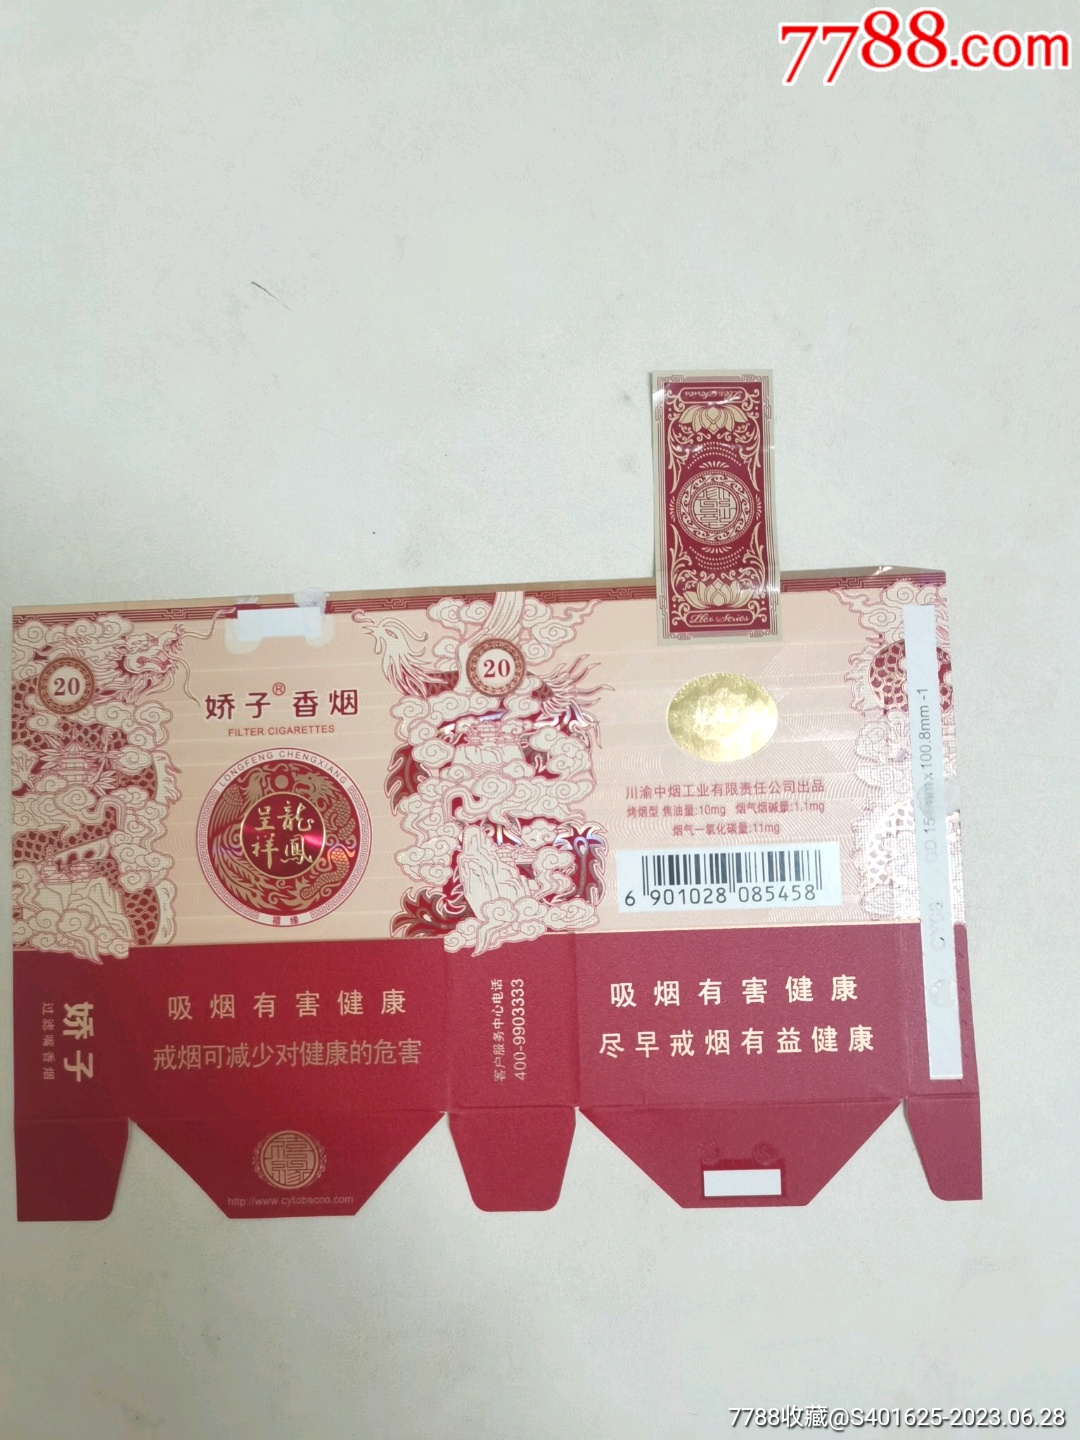 7788.com
20
娇子®香烟
FILTER CIGARETTES
LONGFENG CHENGXIANG
龍鳳
呈祥
20
川渝中烟工业有限责任公司出品
烤烟型 焦油量:10mg 烟气烟碱量:1.1mg
烟气一氧化碳量:11mg
6 901028 085458
娇子
过滤嘴香烟
吸烟有害健康
戒烟可减少对健康的危害
客户服务中心电话
400-9903333
吸烟有害健康
尽早戒烟有益健康
http://www.cytobacco.com
7788收藏@S401625-2023.06.28